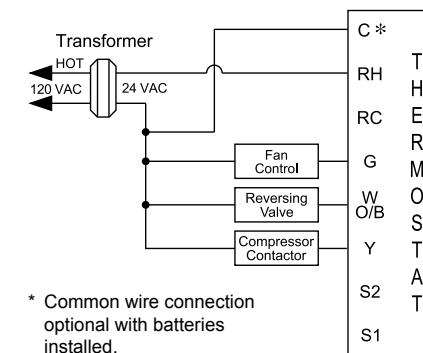 Transformer
HOT
120 VAC
24 VAC
C *
RH
RC
Fan
Control
G
Reversing
Valve
W
O/B
Compressor
Contactor
Y
S2
S1
THERMOSTAT
* Common wire connection
optional with batteries
installed.